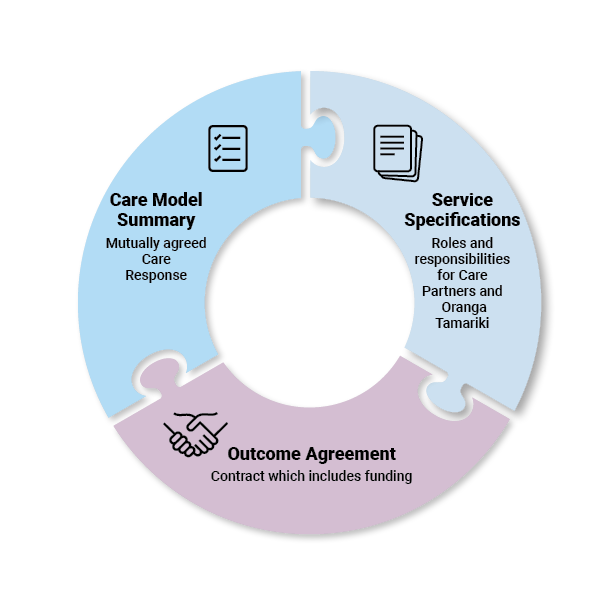 Care Model
Summary
Mutually agreed
Care
Response
Service
Specifications
Roles and
responsibilities
for Care
Partners and
Oranga
Tamariki
Outcome Agreement
Contract which includes funding